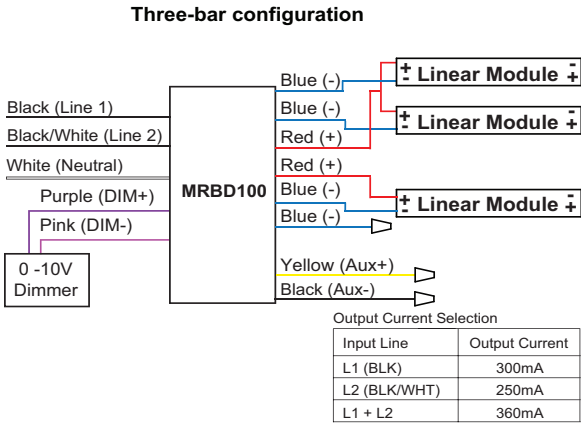 Three-bar configuration
Black (Line 1)
Black/White (Line 2)
White (Neutral)
Purple (DIM+)
Pink (DIM-)
0 -10V
Dimmer
MRBD100
Blue (-)
Blue (-)
Red (+)
Red (+)
Blue (-)
Blue (-)
Yellow (Aux+)
Black (Aux-)
+ - Linear Module - +
+ - Linear Module - +
+ - Linear Module - +
Output Current Selection
Input Line Output Current
L1 (BLK) 300mA
L2 (BLK/WHT) 250mA
L1 + L2 360mA